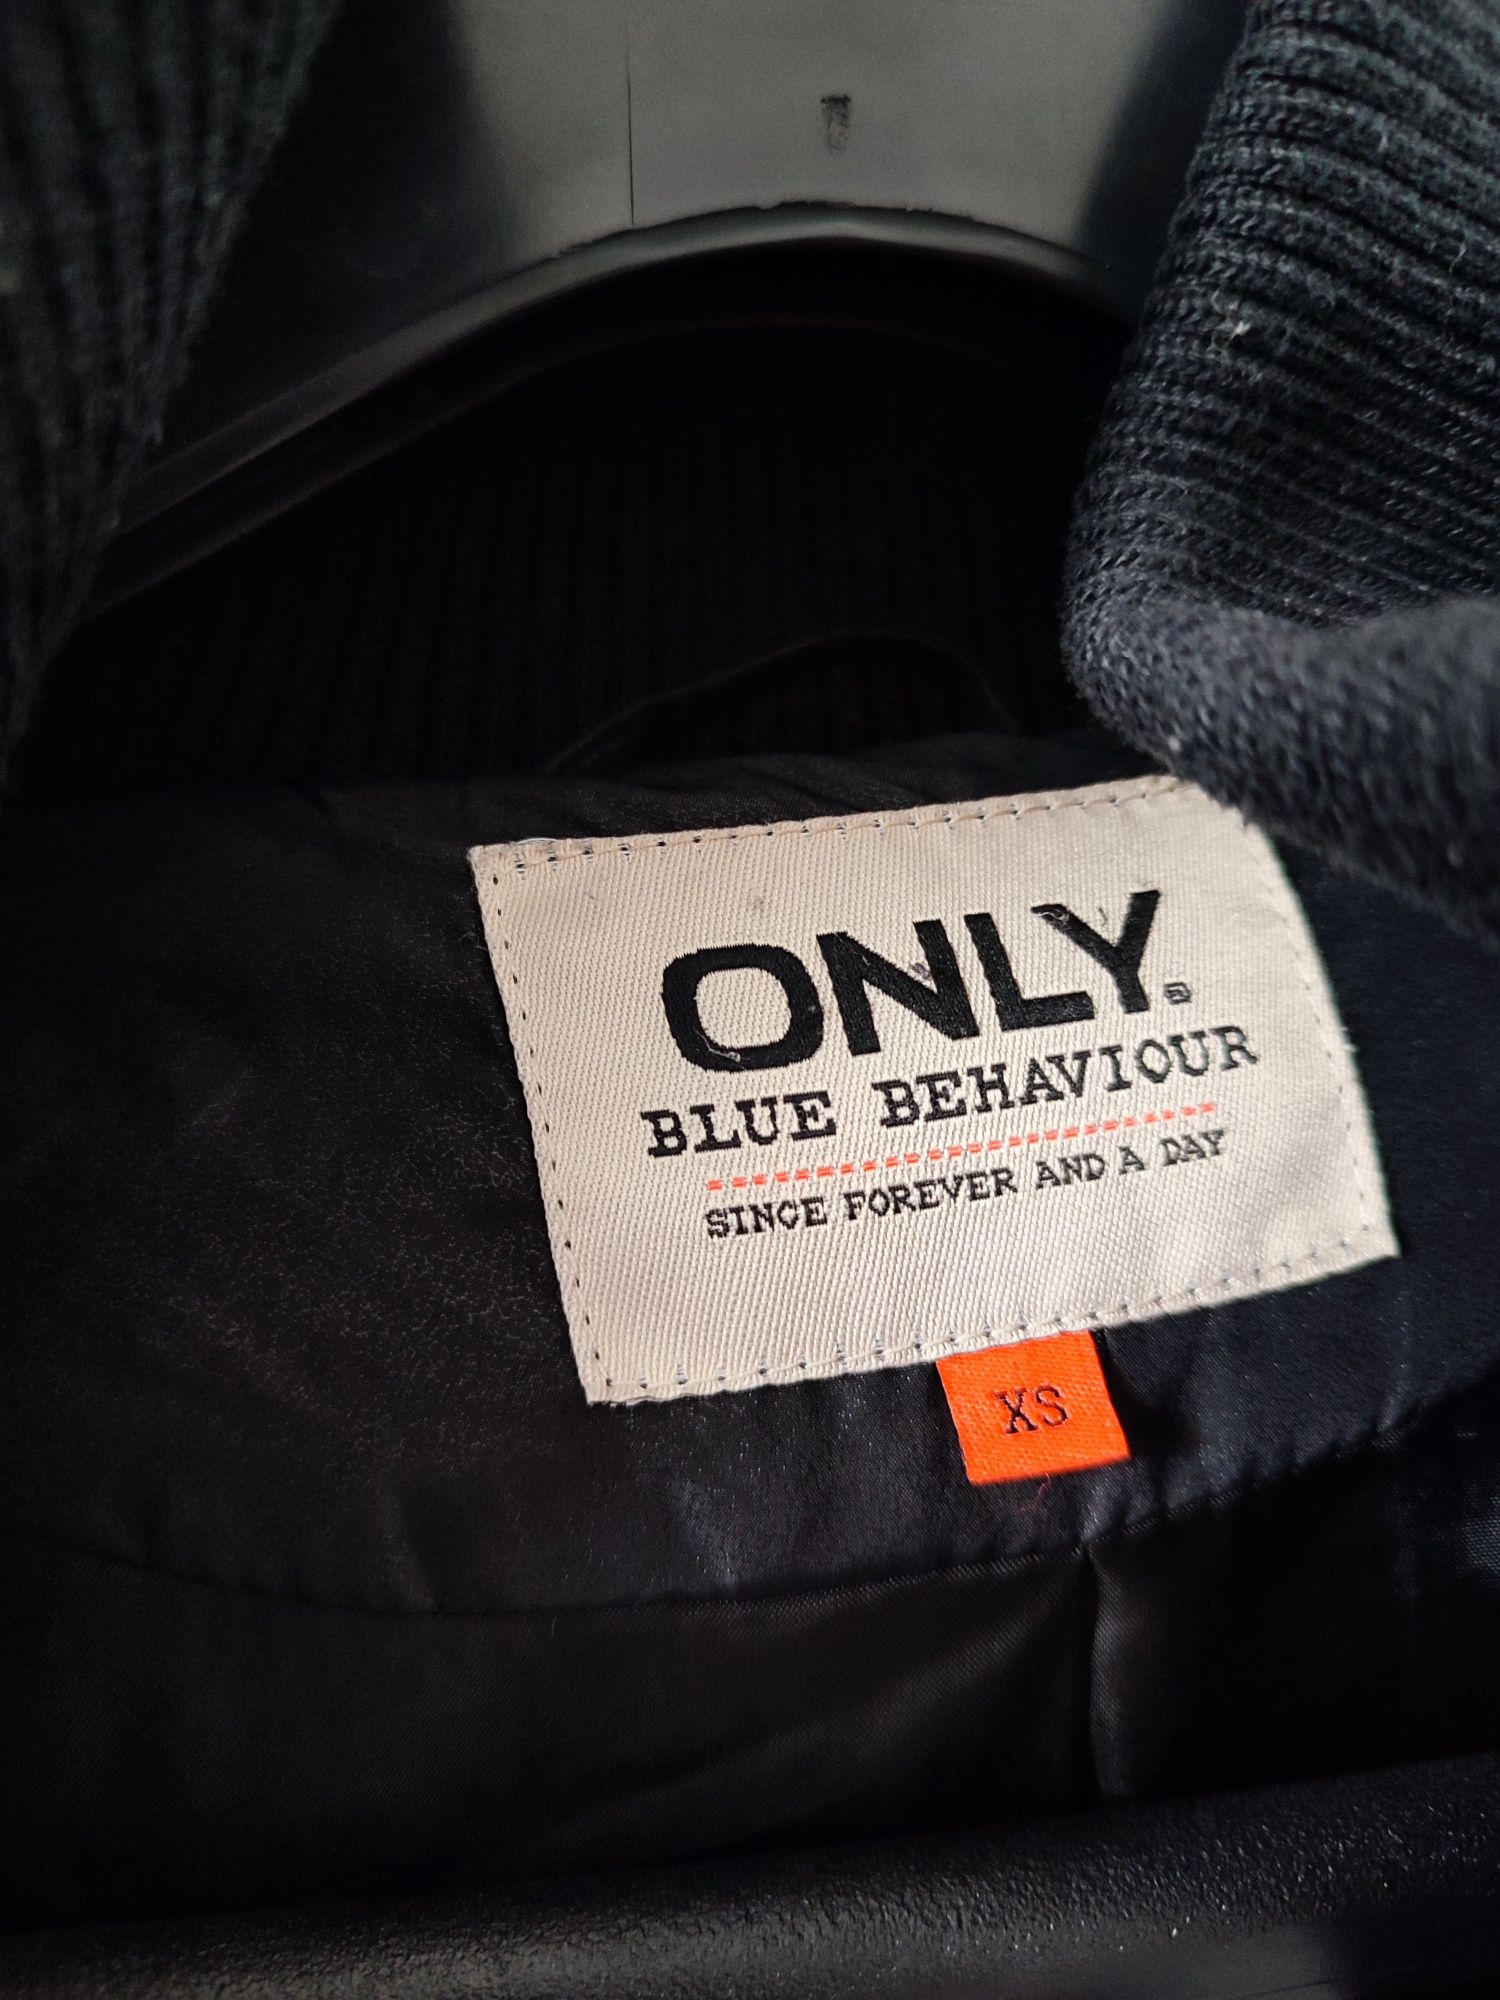 ONLY®
BLUE BEHAVIOUR
SINCE FOREVER AND A DAY
XS